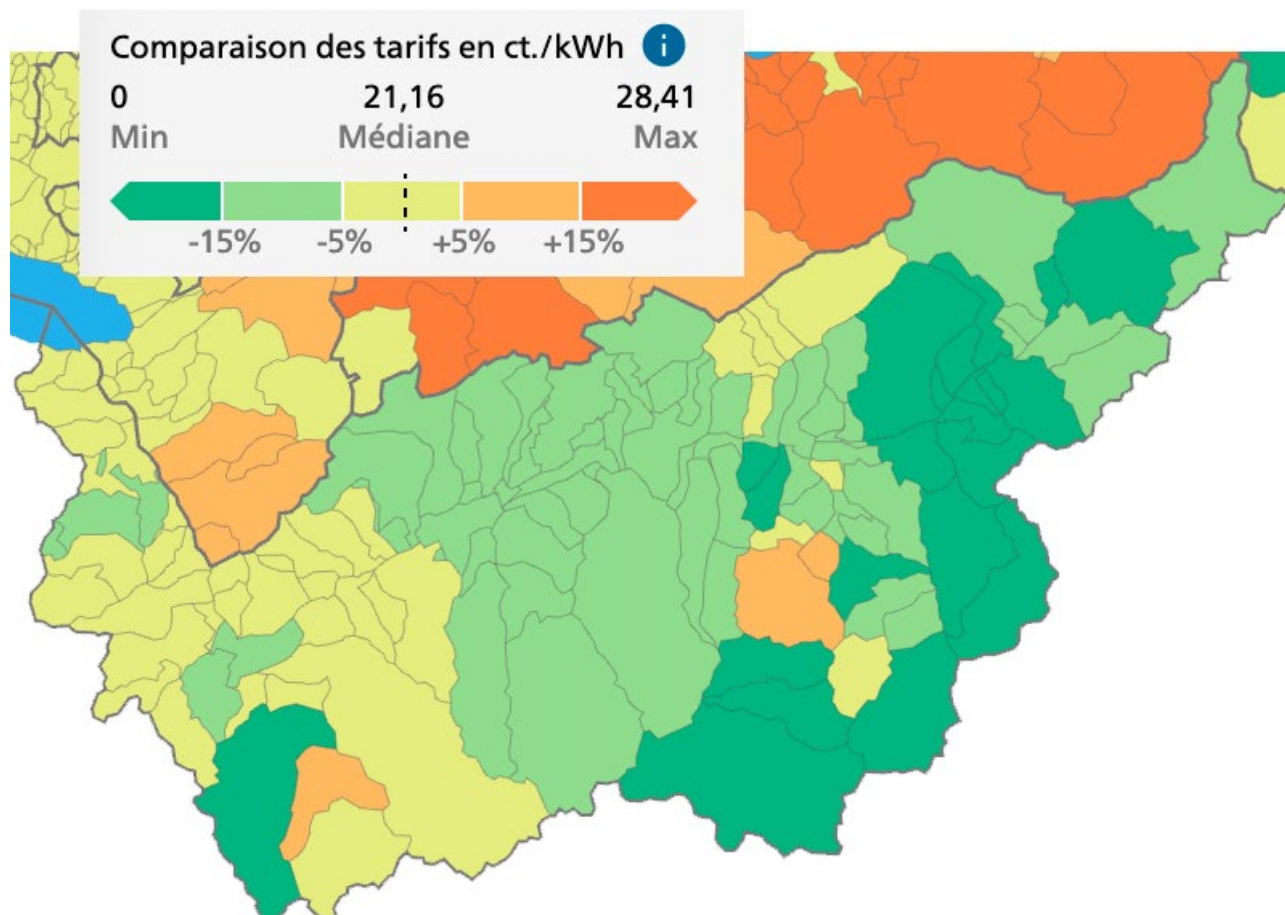 Comparaison des tarifs en ct./kWh i
0 21,16 28,41
Min Médiane Max
-15% -5% +5% +15%